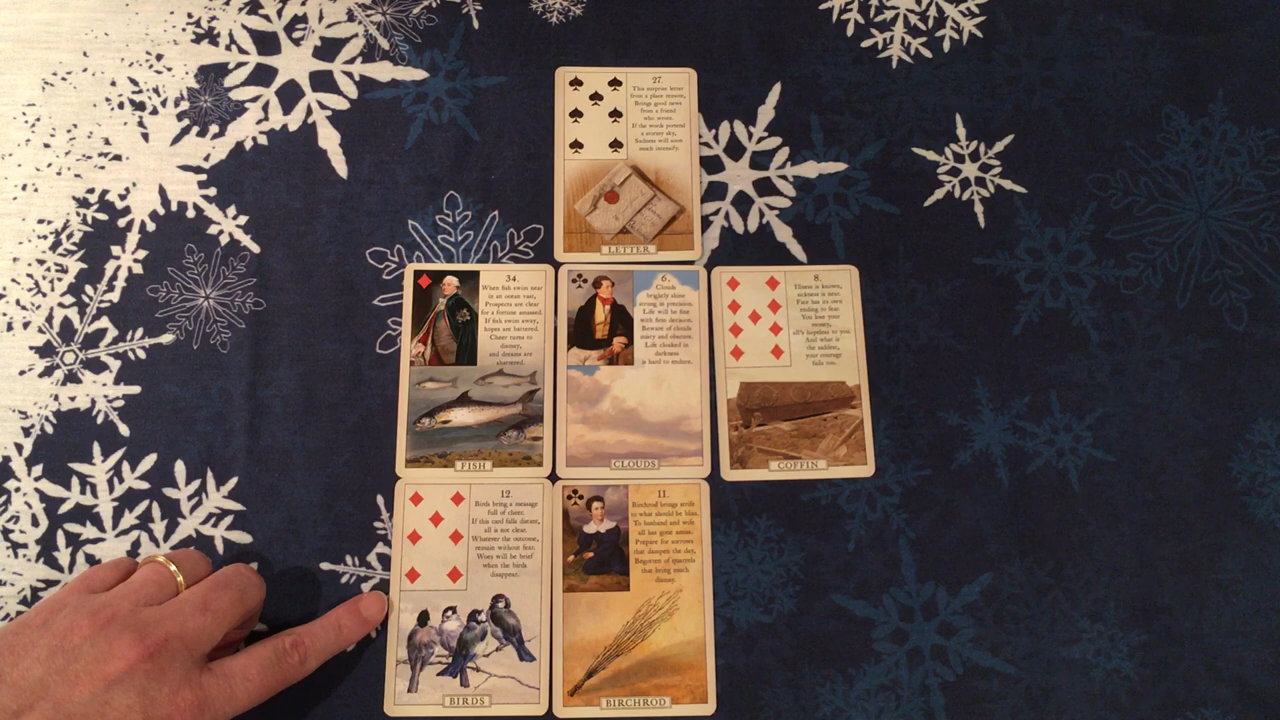 27.
This surprise letter
from a place remote,
Brings good news
from a friend
who wrote.
If the words portend
a stormy sky,
Sadness will soon
much intensify.
LETTER
34.
When fish swim near
in an ocean vast,
Prospects are clear
for a fortune amassed.
If fish swim away,
hopes are battered.
Cheer turns to
dismay,
and dreams are
shattered.
FISH
6.
Clouds
brightly shine
strong in precision.
Life will be fine
with firm decision.
Beware of clouds
misty and obscure.
Life cloaked in
darkness
is hard to endure.
CLOUDS
8.
Illness is known,
sickness is near.
Fate has its own
ending to fear.
You lose your
money,
all's hopeless to you.
And what is
the saddest,
your courage
fails too.
COFFIN
12.
Birds bring a message
full of cheer.
If this card falls distant,
all is not clear.
Whatever the outcome,
remain without fear.
Woes will be brief
when the birds
disappear.
BIRDS
11.
Birchrod brings strife
to what should be bliss.
To husband and wife
all has gone amiss.
Prepare for sorrows
that dampen the day,
Begotten of quarrels
that bring much
dismay.
BIRCHROD